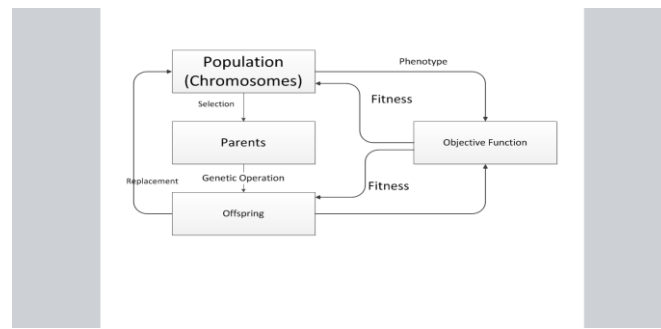 Population
(Chromosomes)
Phenotype
Selection
Fitness
Parents
Objective Function
Genetic Operation
Replacement
Fitness
Offspring